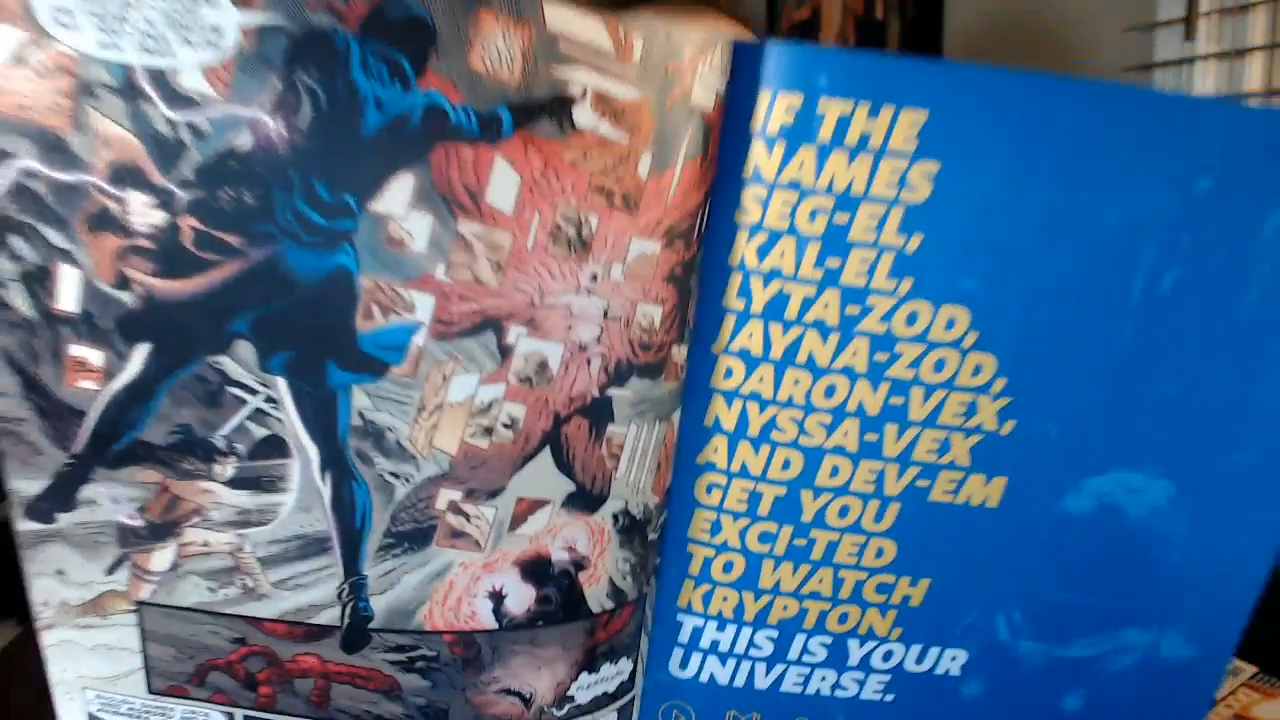 IF THE
NAMES
SEG-EL,
KAL-EL,
LYTA-ZOD,
JAYNA-ZOD,
DARON-VEX,
NYSSA-VEX
AND DEV-EM
GET YOU
EXCI-TED
TO WATCH
KRYPTON,
THIS IS YOUR
UNIVERSE.